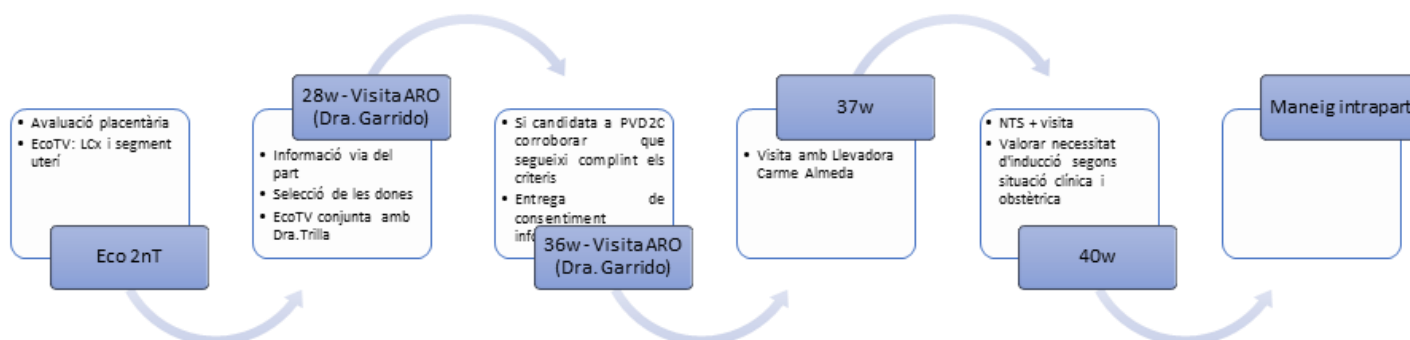 • Avaluació placentària
• EcoTV: LCx i segment
uterí
Eco 2nT
28w - Visita ARO
(Dra. Garrido)
• Informació via del
part
• Selecció de les dones
• EcoTV conjunta amb
Dra.Trilla
• Si candidata a PVD2C
corroborar que
segueixi complint els
criteris
• Entrega de
consentiment
36w - Visita ARO
(Dra. Garrido)
37w
• Visita amb Llevadora
Carme Almeda
• NTS + visita
• Valorar necessitat
d'inducció segons
situació clínica i
obstètrica
40w
Maneig intrapart